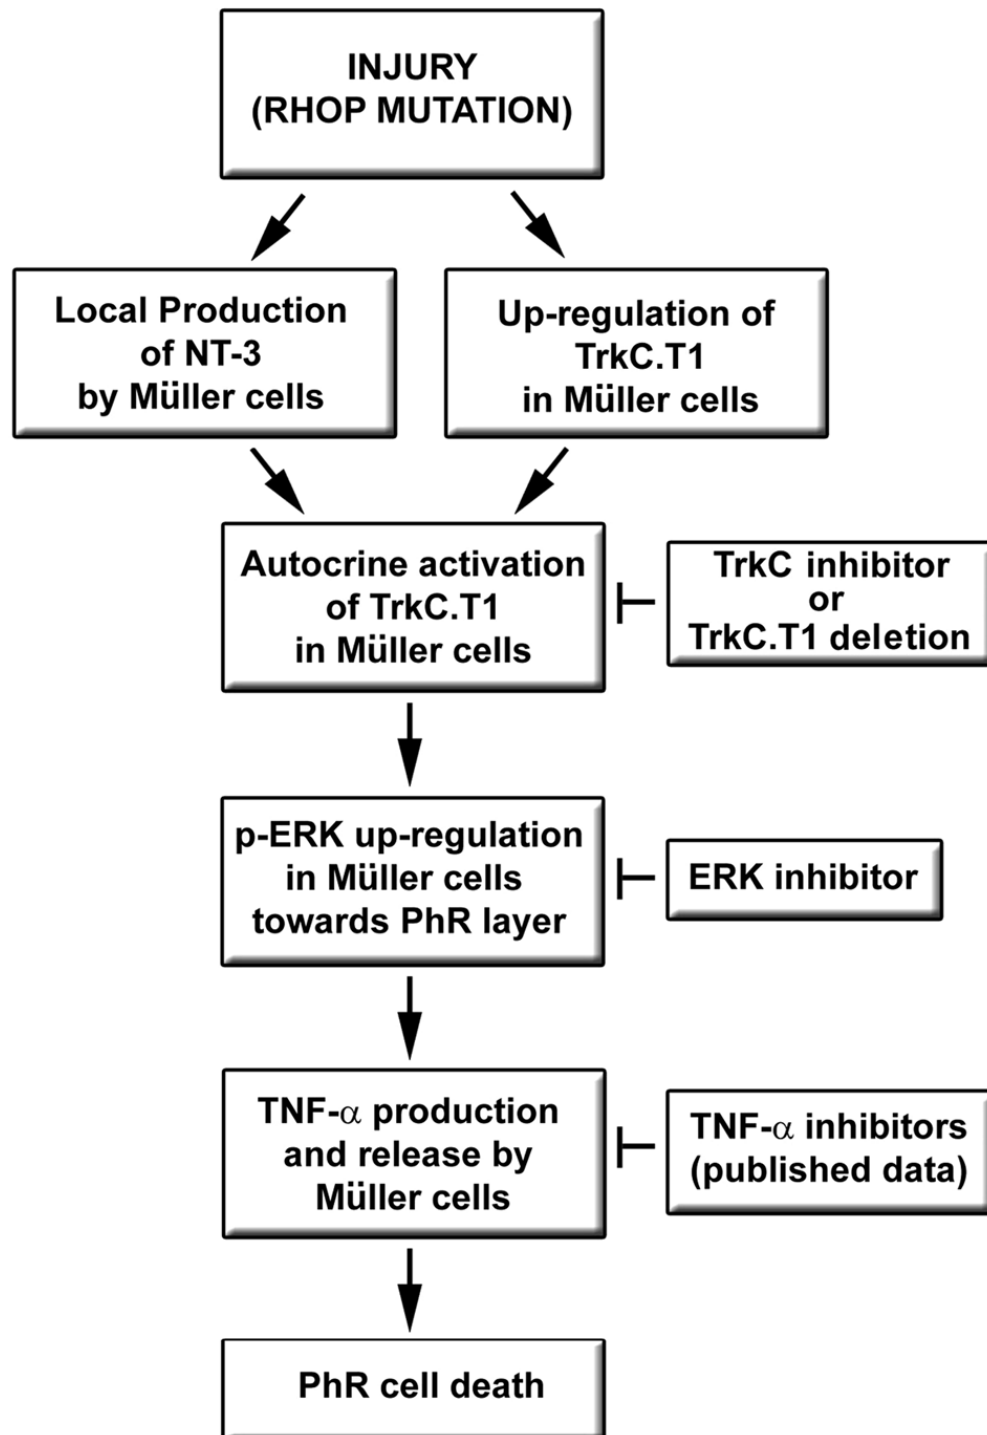 INJURY
(RHOP MUTATION)
Local Production
of NT-3
by Müller cells
Up-regulation of
TrkC.T1
in Müller cells
Autocrine activation
of TrkC.T1
in Müller cells
TrkC inhibitor
or
TrkC.T1 deletion
p-ERK up-regulation
in Müller cells
towards PhR layer
ERK inhibitor
TNF-α production
and release by
Müller cells
TNF-α inhibitors
(published data)
PhR cell death